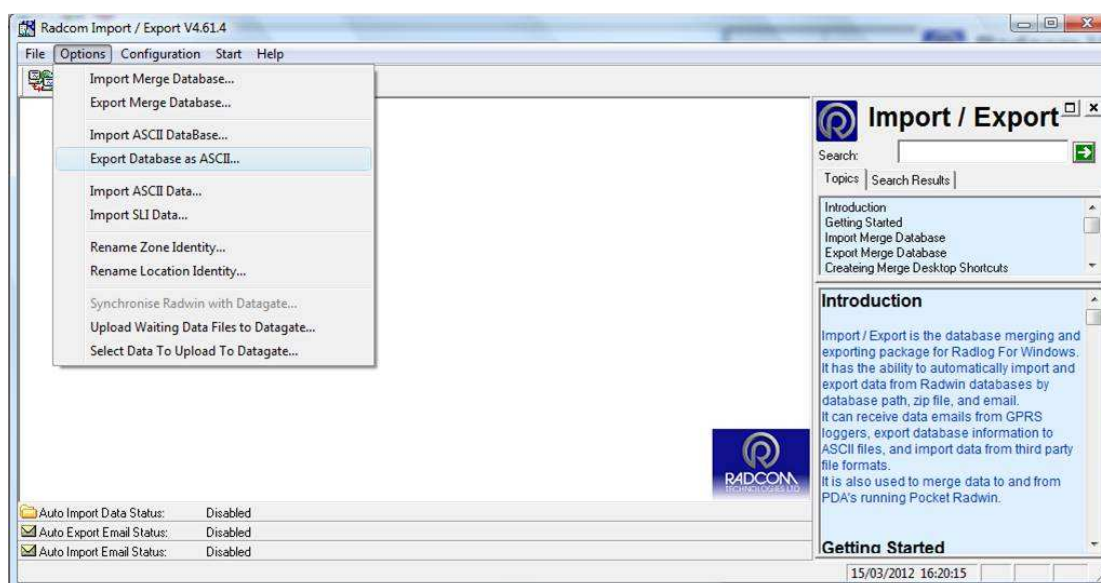 Radcom Import / Export V4.61.4
File Options Configuration Start Help
Import Merge Database...
Export Merge Database...
Import ASCII DataBase...
Export Database as ASCII...
Import ASCII Data...
Import SLI Data...
Rename Zone Identity...
Rename Location Identity...
Synchronise Radwin with Datagate...
Upload Waiting Data Files to Datagate...
Select Data To Upload To Datagate...
RADCOM
TECHNOLOGIES LTD
Auto Import Data Status: Disabled
Auto Export Email Status: Disabled
Auto Import Email Status: Disabled
Import / Export
Search:
Topics Search Results
Introduction
Getting Started
Import Merge Database
Export Merge Database
Createing Merge Desktop Shortcuts
Introduction
Import / Export is the database merging and
exporting package for Radlog For Windows.
It has the ability to automatically import and
export data from Radwin databases by
database path, zip file, and email.
It can receive data emails from GPRS
loggers, export database information to
ASCII files, and import data from third party
file formats.
It is also used to merge data to and from
PDA's running Pocket Radwin.
Getting Started
15/03/2012 16:20:15